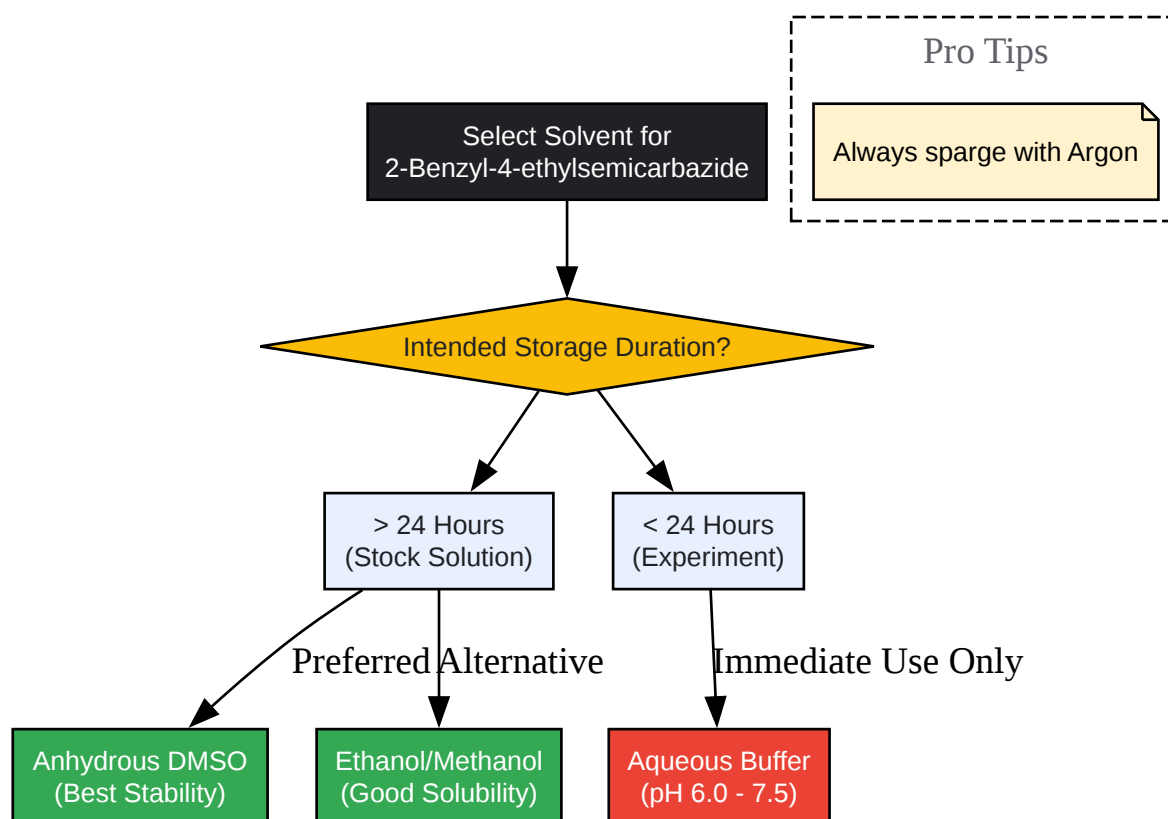 Pro Tips
Select Solvent for
2-Benzyl-4-ethylsemicarbazide
Always sparge with Argon
Intended Storage Duration?
> 24 Hours
(Stock Solution)
< 24 Hours
(Experiment)
Preferred
Alternative
Immediate Use Only
Anhydrous DMSO
(Best Stability)
Ethanol/Methanol
(Good Solubility)
Aqueous Buffer
(pH 6.0 - 7.5)